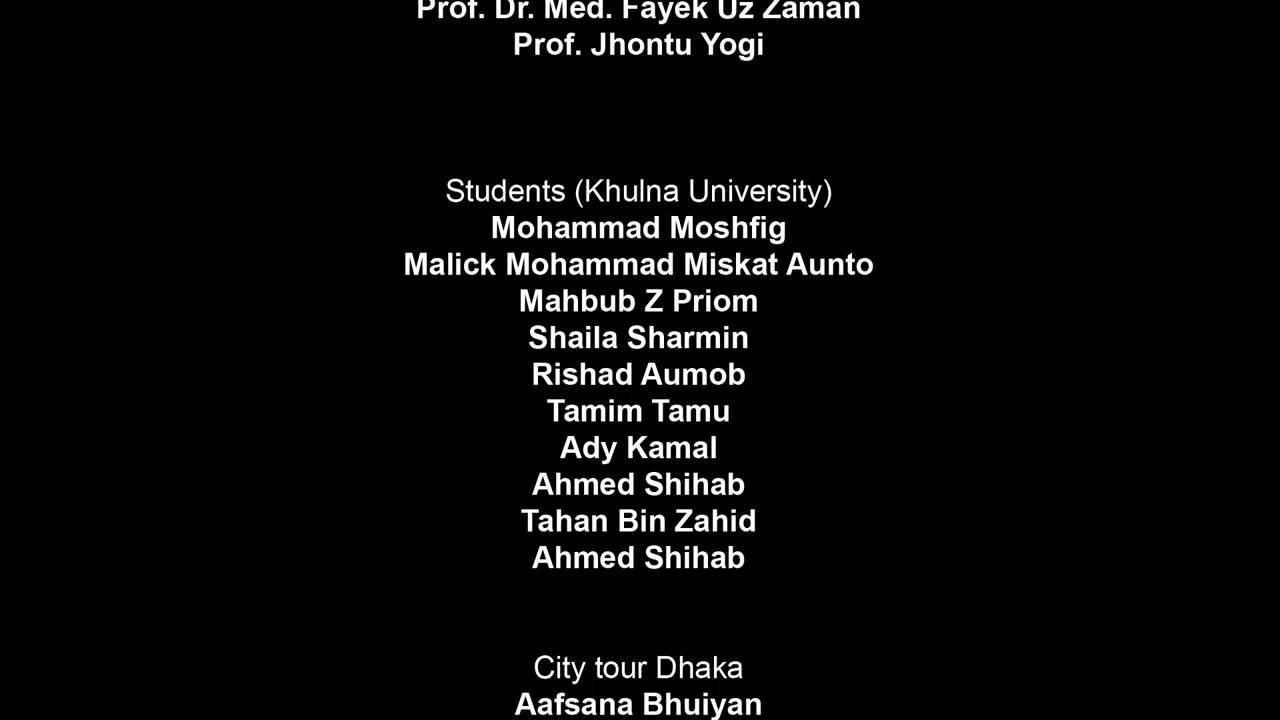 Prof. Dr. Med. Fayek Uz Zaman
Prof. Jhontu Yogi
Students (Khulna University)
Mohammad Moshfig
Malick Mohammad Miskat Aunto
Mahbub Z Priom
Shaila Sharmin
Rishad Aumob
Tamim Tamu
Ady Kamal
Ahmed Shihab
Tahan Bin Zahid
Ahmed Shihab
City tour Dhaka
Aafsana Bhuiyan